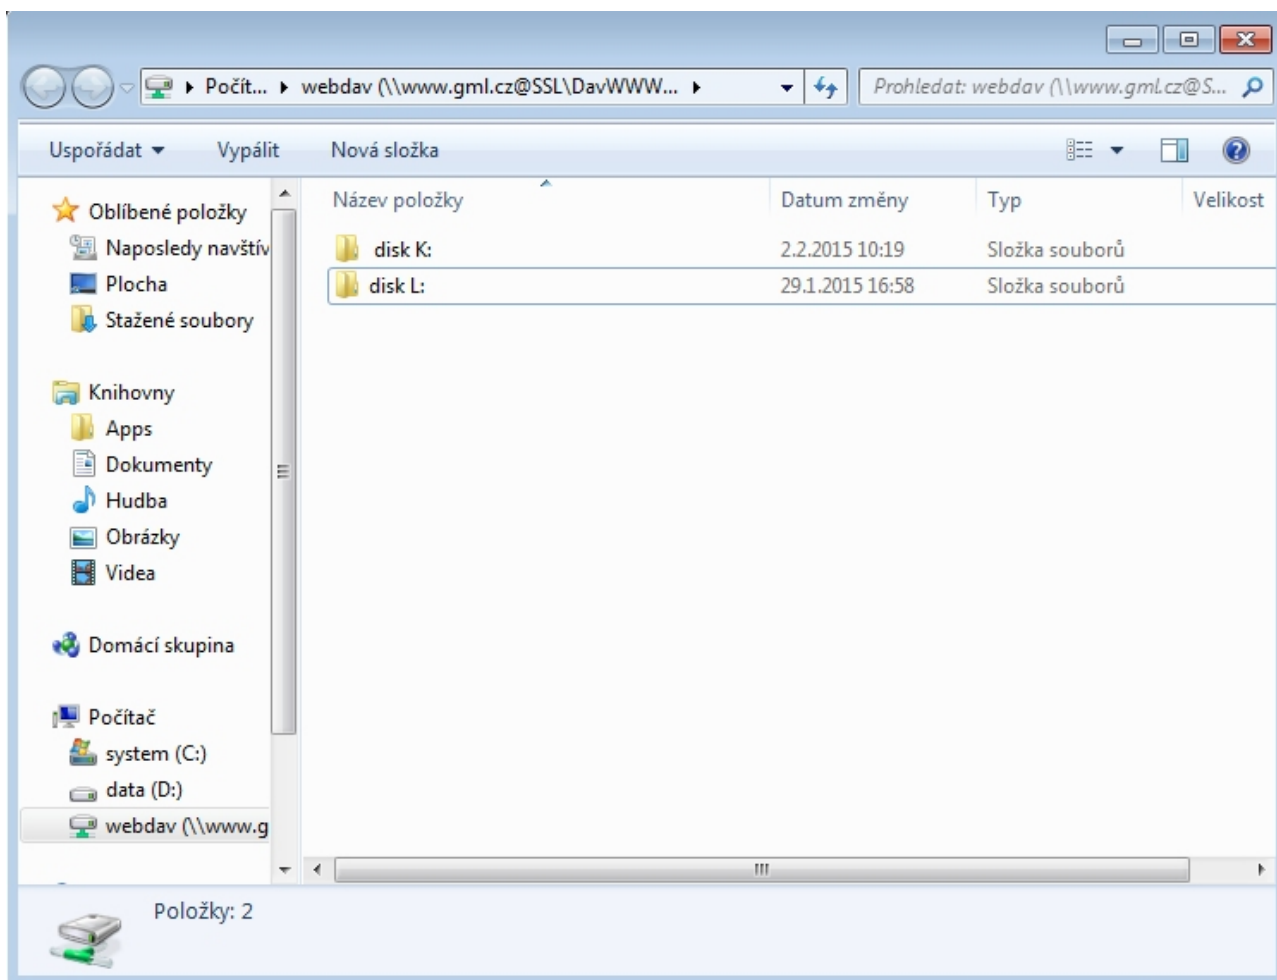 Počít... webdav (\\www.gml.cz@SSL\DavWWW... Prohledat: webdav (\\www.gml.cz@S...
Uspořádat Vypálit Nová složka
Název položky Datum změny Typ Velikost
disk K: 2.2.2015 10:19 Složka souborů
disk L: 29.1.2015 16:58 Složka souborů
Oblíbené položky
Naposledy navštív
Plocha
Stažené soubory
Knihovny
Apps
Dokumenty
Hudba
Obrázky
Videa
Domácí skupina
Počítač
system (C:)
data (D:)
webdav (\\www.g
Položky: 2